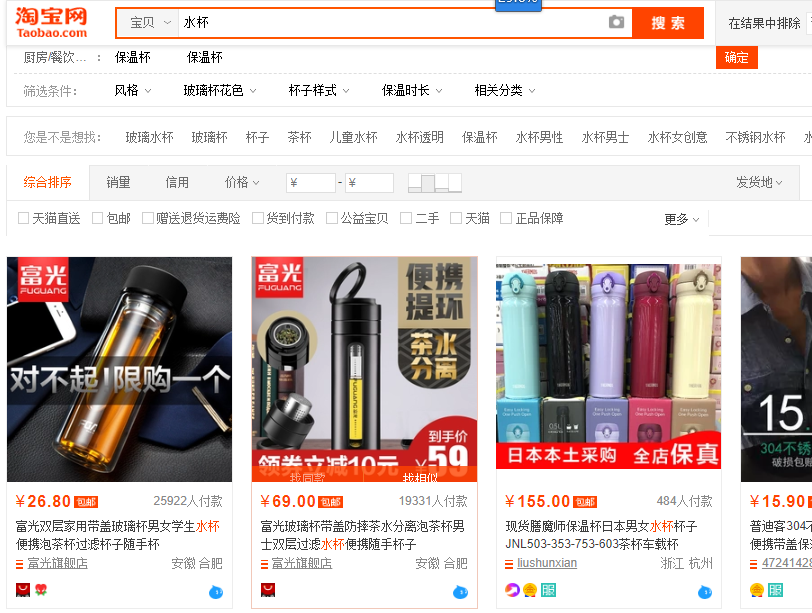 淘宝网
Taobao.com
宝贝
水杯
搜索
在结果中排除
厨房/餐饮... :
保温杯
保温杯
确定
筛选条件:
风格
玻璃杯花色
杯子样式
保温时长
相关分类
您是不是想找:
玻璃水杯
玻璃杯
杯子
茶杯
儿童水杯
水杯透明
保温杯
水杯男性
水杯男士
水杯女创意
不锈钢水杯
综合排序
销量
信用
价格
¥ - ¥
发货地
天猫直送
包邮
赠送退货运费险
货到付款
公益宝贝
二手
天猫
正品保障
更多
富光
FUGUANG
对不起!限购一个
富光
FUGUANG
便携
提环
茶水
分离
到手价
领券立减10元
¥59
找同款
找相似
日本本土采购 全店保真
15.
304不
破损包贴
¥26.80 包邮
25922人付款
富光双层家用带盖玻璃杯男女学生水杯
便携泡茶杯过滤杯子随手杯
富光旗舰店
安徽 合肥
¥69.00 包邮
19331人付款
富光玻璃杯带盖防摔茶水分离泡茶杯男
士双层过滤水杯便携随手杯子
富光旗舰店
安徽 合肥
¥155.00 包邮
484人付款
现货膳魔师保温杯日本男女水杯杯子
JNL503-353-753-603茶杯车载杯
liushunxian
浙江 杭州
¥15.90
普迪客304不
便携带盖保
47241428